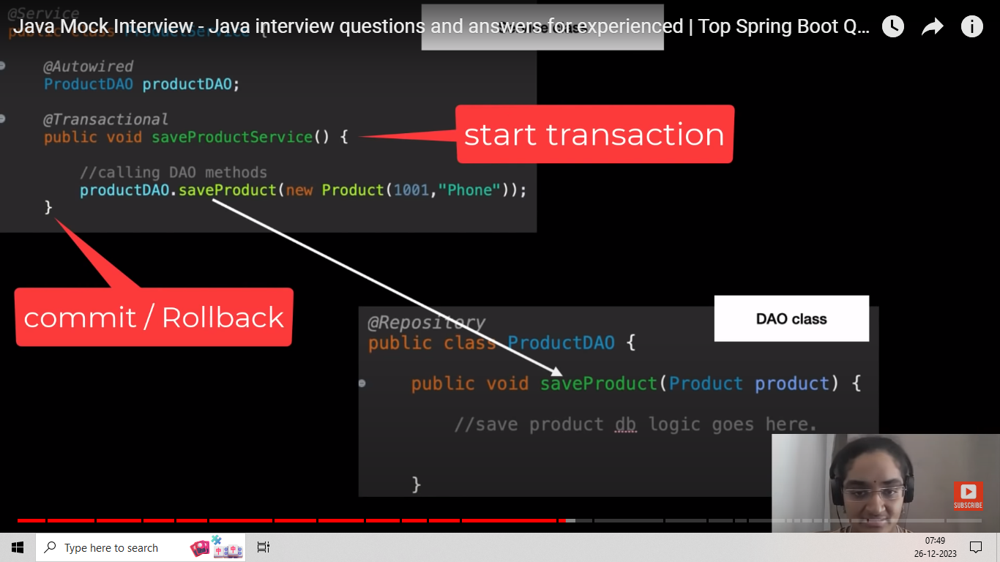 @Service
Java Mock Interview - Java interview questions and answers for experienced | Top Spring Boot Q...
public class ProductService {
@Autowired
ProductDAO productDAO;
@Transactional
public void saveProductService() {
start transaction
//calling DAO methods
productDAO.saveProduct(new Product(1001,"Phone"));
}
commit / Rollback
@Repository
DAO class
public class ProductDAO {
public void saveProduct(Product product) {
//save product db logic goes here.
}
SUBSCRIBE
Type here to search
07:49
26-12-2023